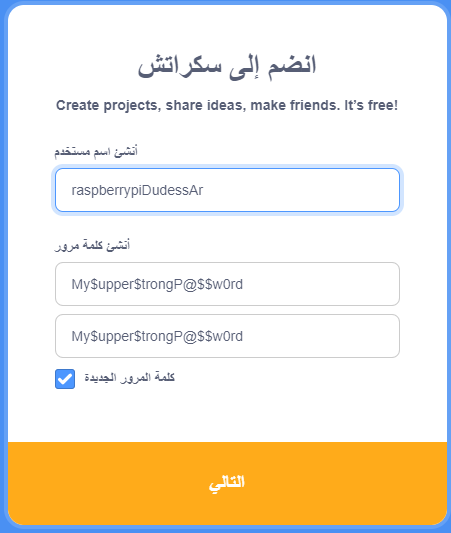 انضم إلى سكراتش
Create projects, share ideas, make friends. It’s free!
أنشئ اسم مستخدم
raspberrypiDudessAr
أنشئ كلمة مرور
My$upper$trongP@$$w0rd
My$upper$trongP@$$w0rd
كلمة المرور الجديدة
التالي